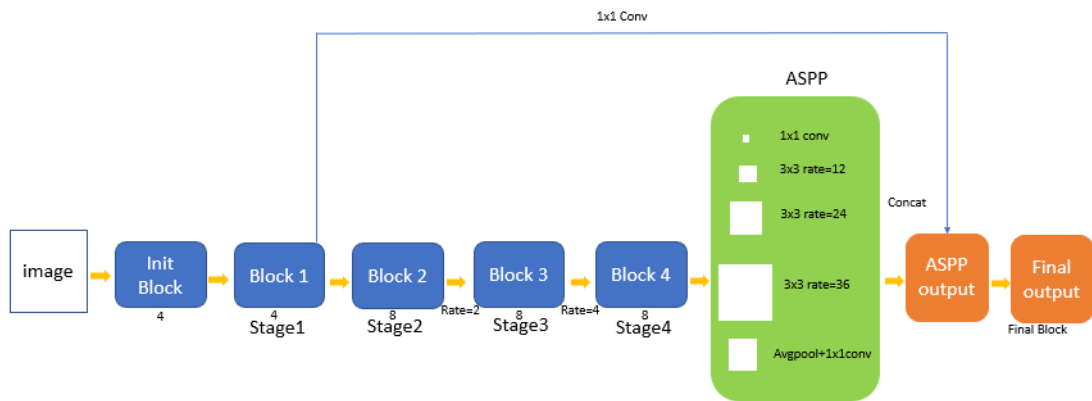 1x1 Conv
ASPP
1x1 conv
3x3 rate=12
3x3 rate=24
3x3 rate=36
Avgpool+1x1conv
Concat
image
Init
Block
4
Block 1
4
Stage1
Block 2
8
Stage2
Rate=2
Block 3
8
Stage3
Rate=4
Block 4
8
Stage4
ASPP
output
Final
output
Final Block